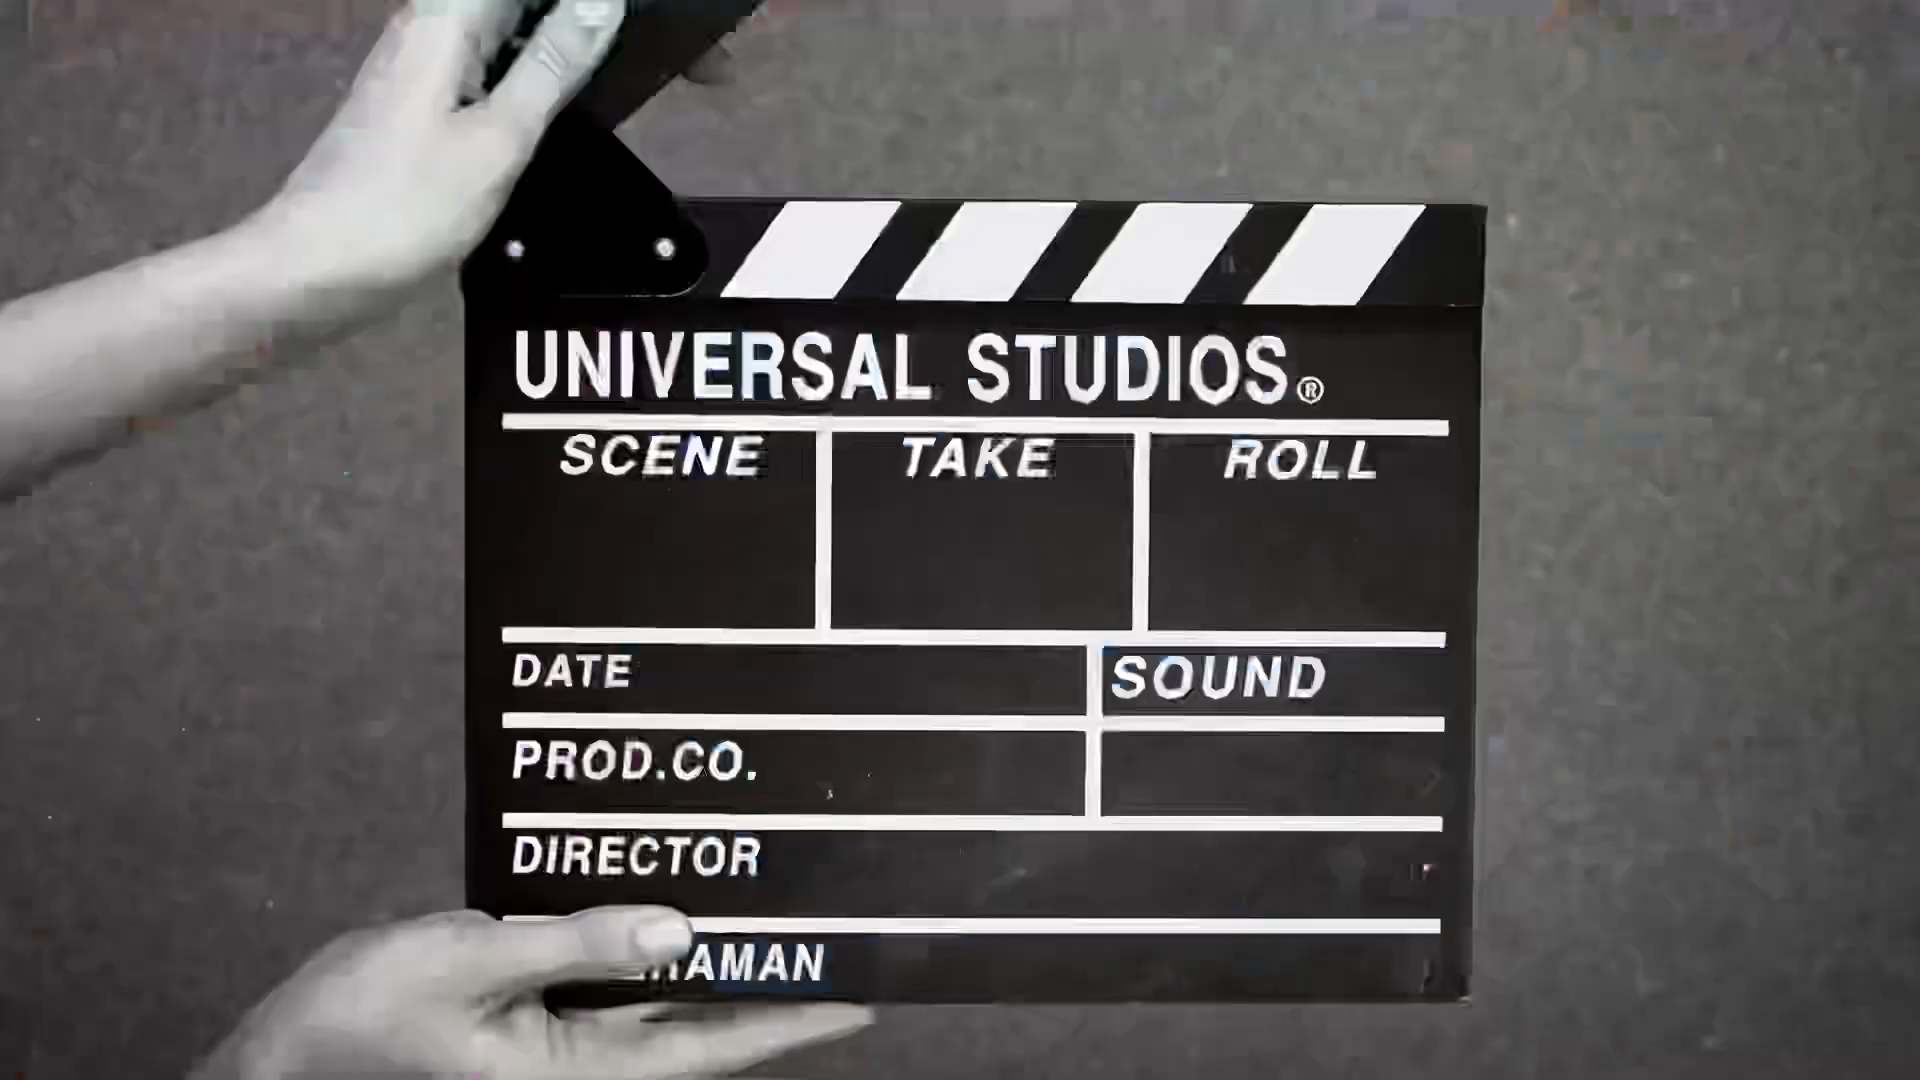 UNIVERSAL STUDIOS®
SCENE TAKE ROLL
DATE SOUND
PROD.CO.
DIRECTOR